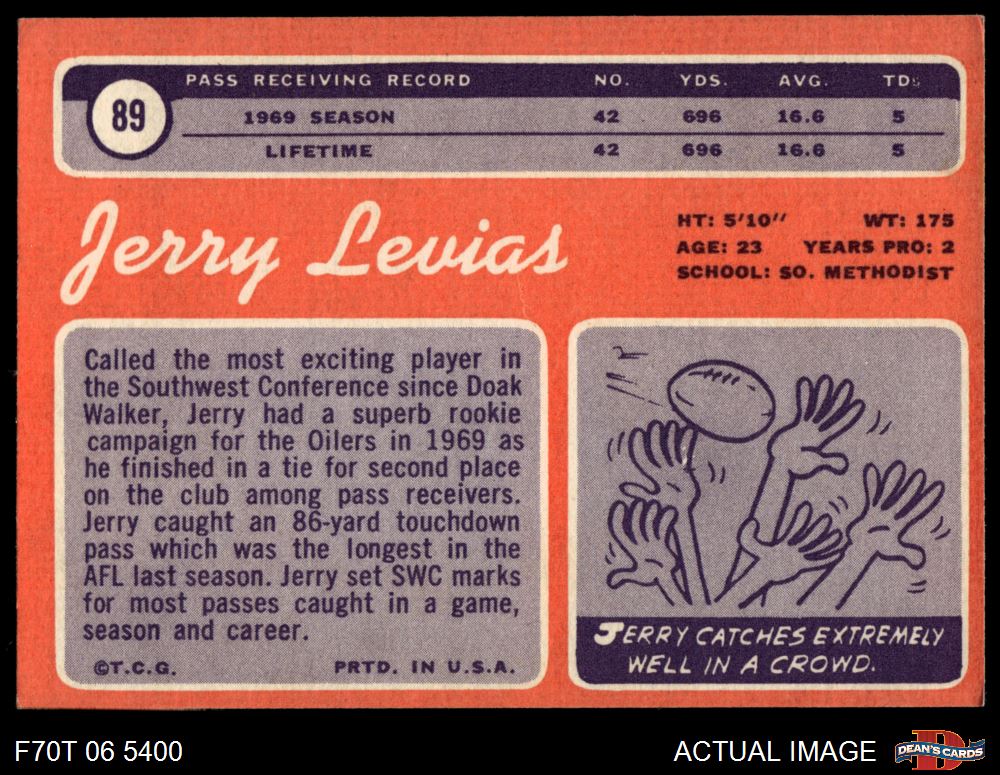 89
PASS RECEIVING RECORD NO. YDS. AVG. TDs
1969 SEASON 42 696 16.6 5
LIFETIME 42 696 16.6 5
Jerry Levias
HT: 5'10'' WT: 175
AGE: 23 YEARS PRO: 2
SCHOOL: SO. METHODIST
Called the most exciting player in
the Southwest Conference since Doak
Walker, Jerry had a superb rookie
campaign for the Oilers in 1969 as
he finished in a tie for second place
on the club among pass receivers.
Jerry caught an 86-yard touchdown
pass which was the longest in the
AFL last season. Jerry set SWC marks
for most passes caught in a game,
season and career.
©T.C.G. PRTD. IN U.S.A.
JERRY CATCHES EXTREMELY
WELL IN A CROWD.
F70T 06 5400
ACTUAL IMAGE
D
DEAN'S CARDS